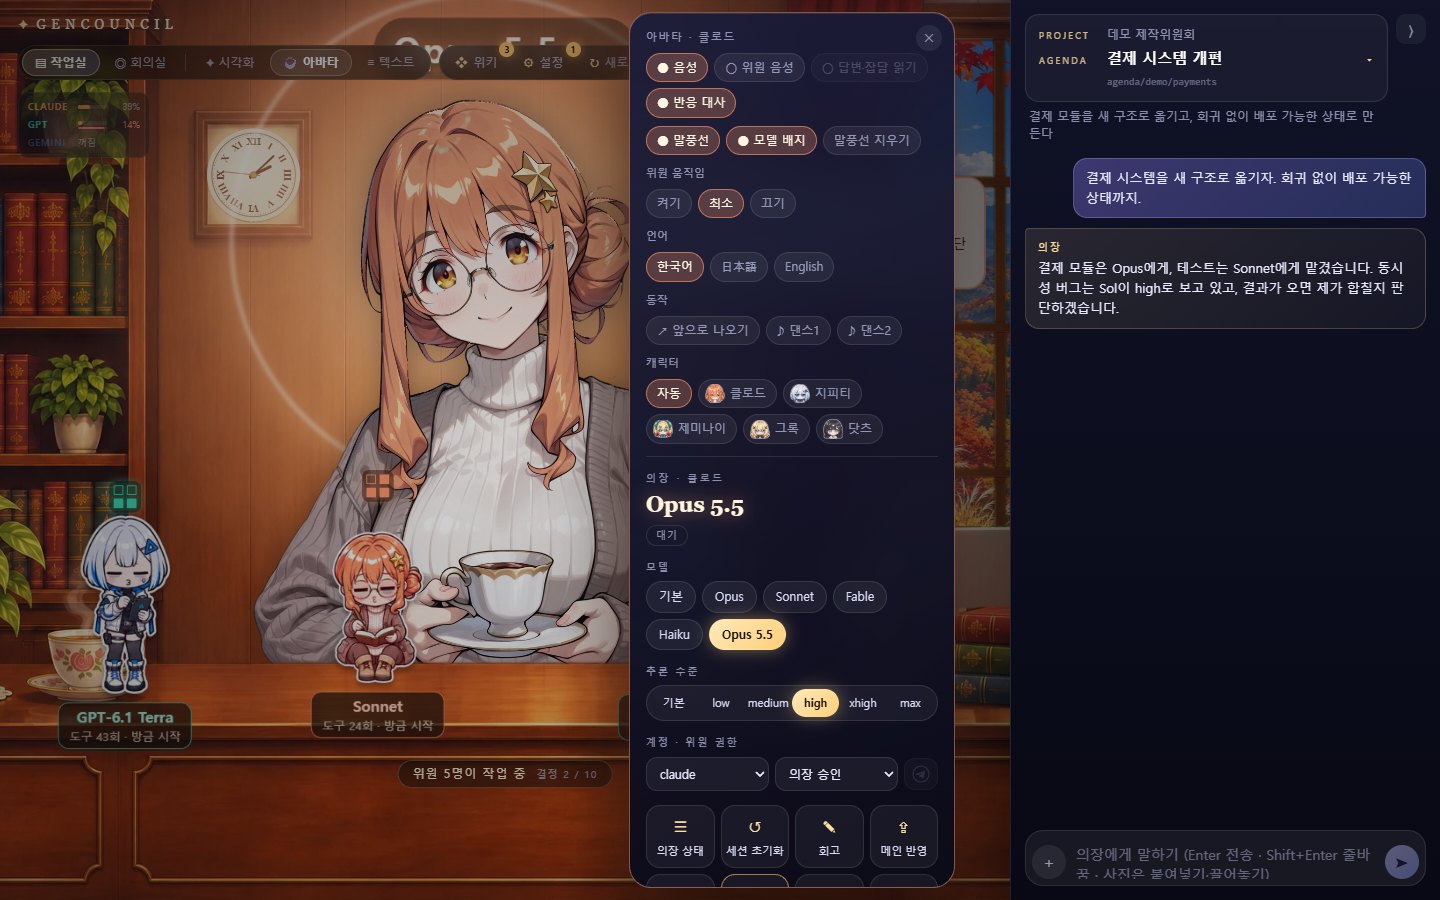 ✦ GENCOUNCIL
작업실 회의실 시각화 아바타 텍스트 위키 3 설정 1 새로
CLAUDE 39%
GPT 14%
GEMINI 꺼짐
GPT-6.1 Terra
도구 43회 · 방금 시작
Sonnet
도구 24회 · 방금 시작
위원 5명이 작업 중 결정 2 / 10
단
아바타 · 클로드
음성 위원 음성 답변·잡담 읽기
반응 대사
말풍선 모델 배지 말풍선 지우기
위원 움직임
켜기 최소 끄기
언어
한국어 日本語 English
동작
↗ 앞으로 나오기 ♪ 댄스1 ♪ 댄스2
캐릭터
자동 클로드 지피티
제미나이 그록 닷츠
의장 · 클로드
Opus 5.5
대기
모델
기본 Opus Sonnet Fable
Haiku Opus 5.5
추론 수준
기본 low medium high xhigh max
계정 · 위원 권한
claude 의장 승인
의장 상태 세션 초기화 회고 메인 반영
PROJECT 데모 제작위원회
AGENDA 결제 시스템 개편
agenda/demo/payments
결제 모듈을 새 구조로 옮기고, 회귀 없이 배포 가능한 상태로 만
든다
결제 시스템을 새 구조로 옮기자. 회귀 없이 배포 가능한
상태까지.
의장
결제 모듈은 Opus에게, 테스트는 Sonnet에게 맡겼습니다. 동시
성 버그는 Sol이 high로 보고 있고, 결과가 오면 제가 합칠지 판
단하겠습니다.
의장에게 말하기 (Enter 전송 · Shift+Enter 줄바
꿈 · 사진은 붙여넣기·끌어놓기)